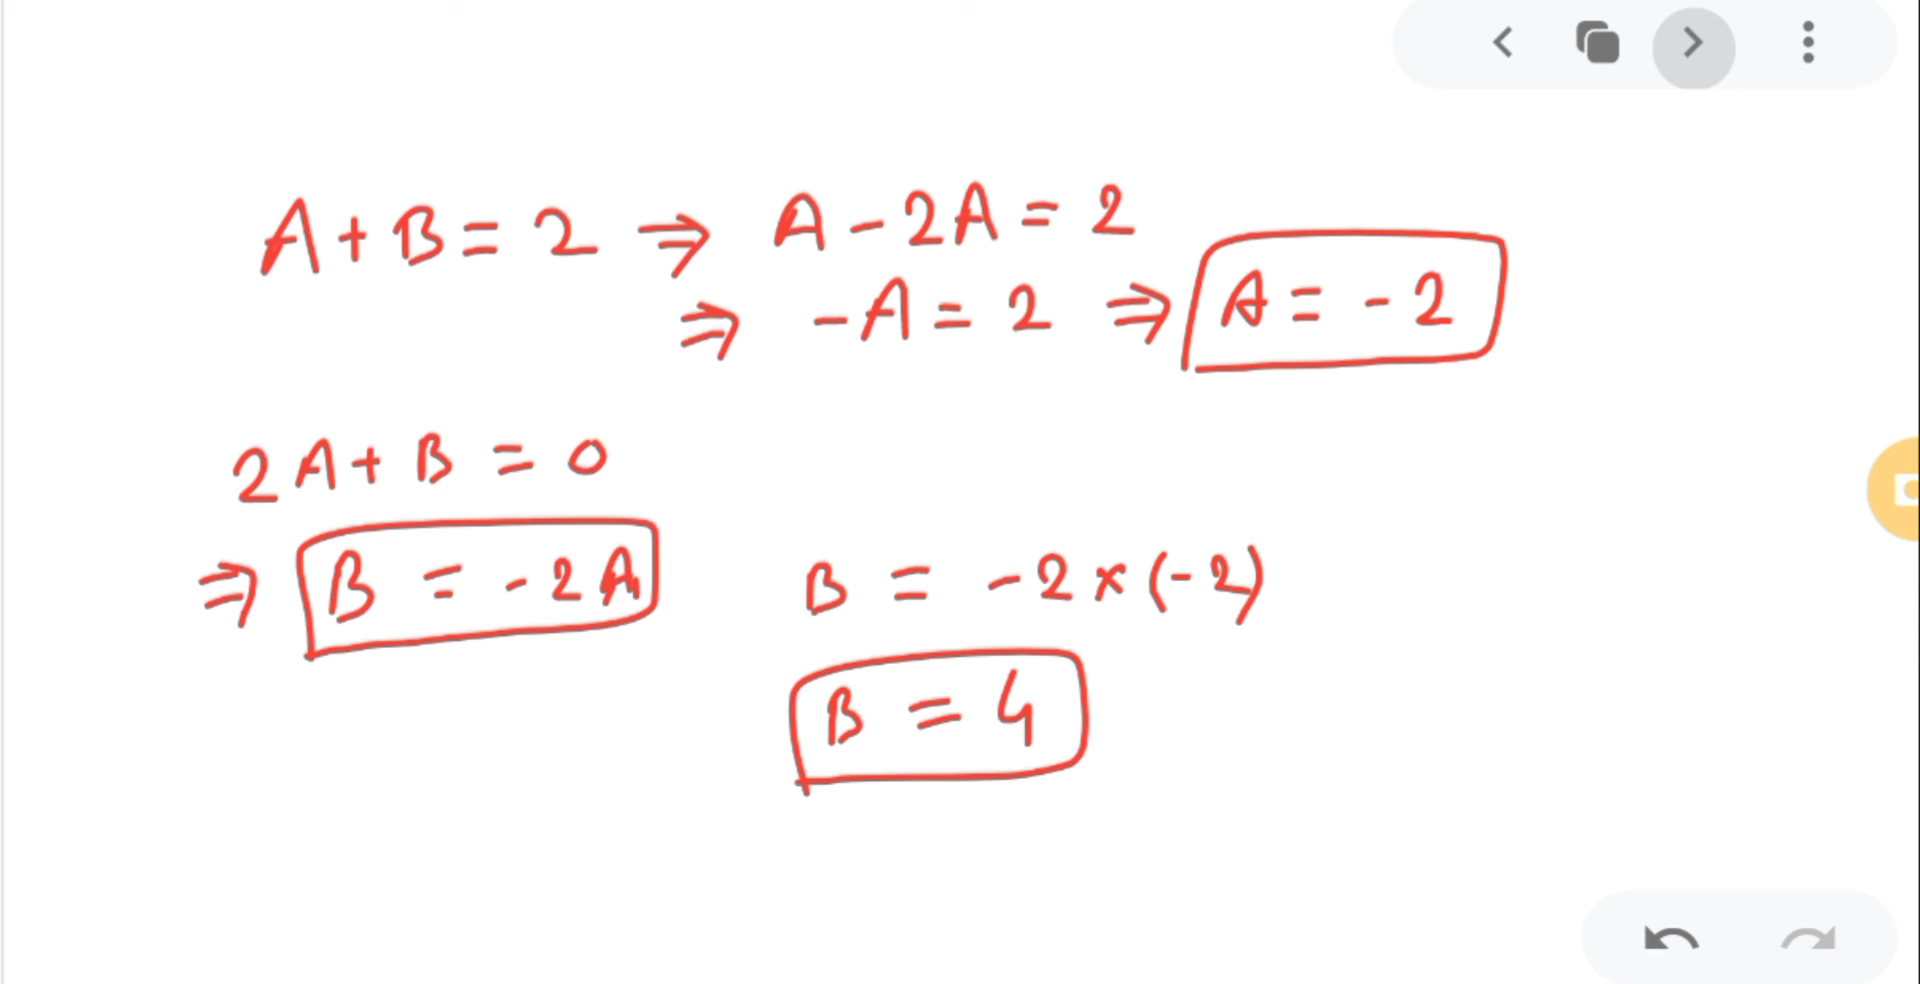 A + B = 2 ⇒ A - 2A = 2
⇒ -A = 2 ⇒ A = -2
2A + B = 0
⇒ B = -2A
B = -2 × (-2)
B = 4